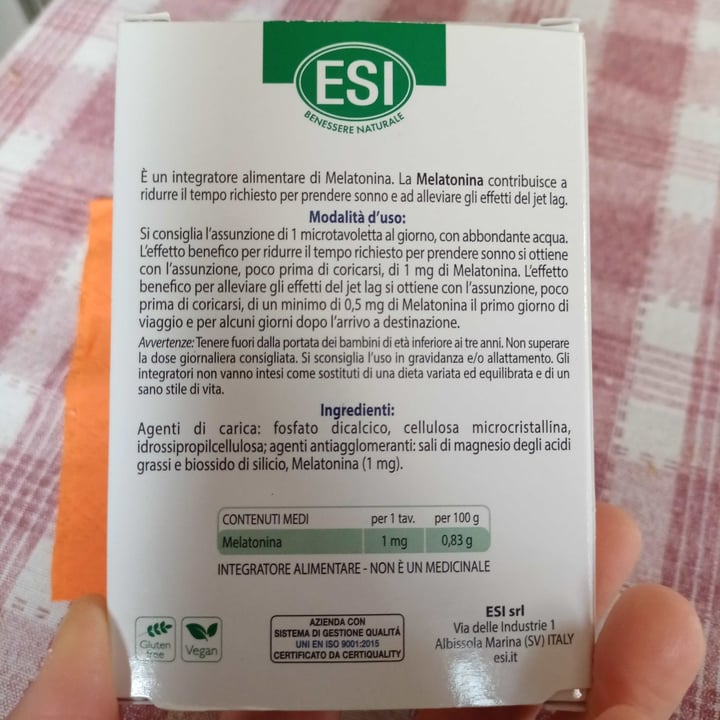 ESI
BENESSERE NATURALE
È un integratore alimentare di Melatonina. La Melatonina contribuisce a
ridurre il tempo richiesto per prendere sonno e ad alleviare gli effetti del jet lag.
Modalità d'uso:
Si consiglia l'assunzione di 1 microtavoletta al giorno, con abbondante acqua.
L'effetto benefico per ridurre il tempo richiesto per prendere sonno si ottiene
con l'assunzione, poco prima di coricarsi, di 1 mg di Melatonina. L'effetto
benefico per alleviare gli effetti del jet lag si ottiene con l'assunzione, poco
prima di coricarsi, di un minimo di 0,5 mg di Melatonina il primo giorno di
viaggio e per alcuni giorni dopo l'arrivo a destinazione.
Avvertenze: Tenere fuori dalla portata dei bambini di età inferiore ai tre anni. Non superare
la dose giornaliera consigliata. Si sconsiglia l'uso in gravidanza e/o allattamento. Gli
integratori non vanno intesi come sostituti di una dieta variata ed equilibrata e di un
sano stile di vita.
Ingredienti:
Agenti di carica: fosfato dicalcico, cellulosa microcristallina,
idrossipropilcellulosa; agenti antiagglomeranti: sali di magnesio degli acidi
grassi e biossido di silicio, Melatonina (1 mg).
CONTENUTI MEDI per 1 tav. per 100 g
Melatonina 1 mg 0,83 g
INTEGRATORE ALIMENTARE - NON È UN MEDICINALE
Gluten
free
Vegan
AZIENDA CON
SISTEMA DI GESTIONE QUALITÀ
UNI EN ISO 9001:2015
CERTIFICATO DA CERTIQUALITY
ESI srl
Via delle Industrie 1
Albissola Marina (SV) ITALY
esi.it